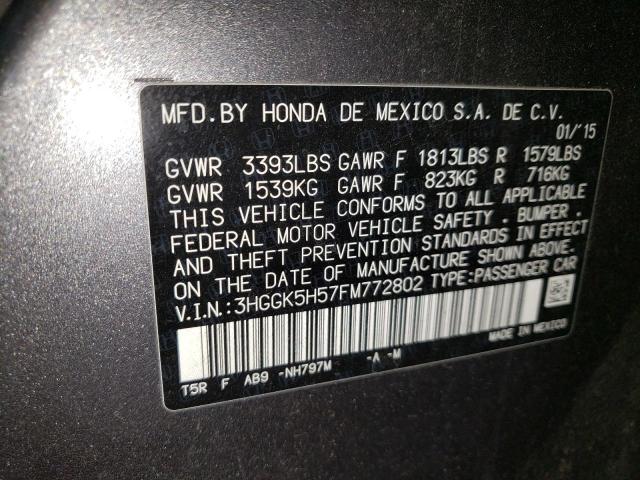 MFD.BY HONDA DE MEXICO S.A. DE C.V.
01/'15
GVWR 3393LBS GAWR F 1813LBS R 1579LBS
GVWR 1539KG GAWR F 823KG R 716KG
THIS VEHICLE CONFORMS TO ALL APPLICABLE
FEDERAL MOTOR VEHICLE SAFETY . BUMPER .
AND THEFT PREVENTION STANDARDS IN EFFECT
ON THE DATE OF MANUFACTURE SHOWN ABOVE.
V.I.N.:3HGGK5H57FM772802 TYPE:PASSENGER CAR
MADE IN MEXICO
T5R F AB9 -NH797M -A -M